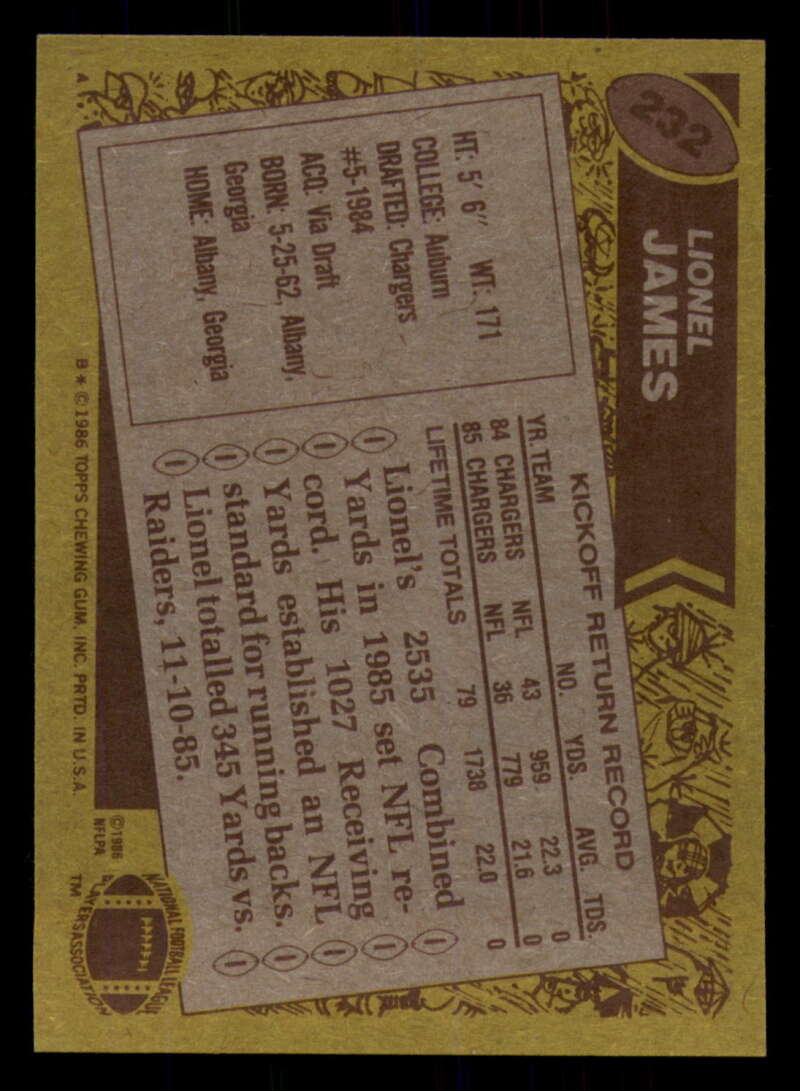 232
LIONEL
JAMES
HT: 5' 6" WT: 171
COLLEGE: Auburn
DRAFTED: Chargers
#5-1984
ACQ: Via Draft
BORN: 5-25-62, Albany,
Georgia
HOME: Albany, Georgia
KICKOFF RETURN RECORD
YR. TEAM NO. YDS. AVG. TDS.
84 CHARGERS NFL 43 959 22.3 0
85 CHARGERS NFL 36 779 21.6 0
LIFETIME TOTALS 79 1738 22.0 0
Lionel's 2535 Combined
Yards in 1985 set NFL re-
cord. His 1027 Receiving
Yards established an NFL
standard for running backs.
Lionel totalled 345 Yards vs.
Raiders, 11-10-85.
A
B * © 1986 TOPPS CHEWING GUM, INC. PRTD. IN U.S.A.
© 1986
NFLPA
NATIONAL FOOTBALL LEAGUE
PLAYERS ASSOCIATION
TM